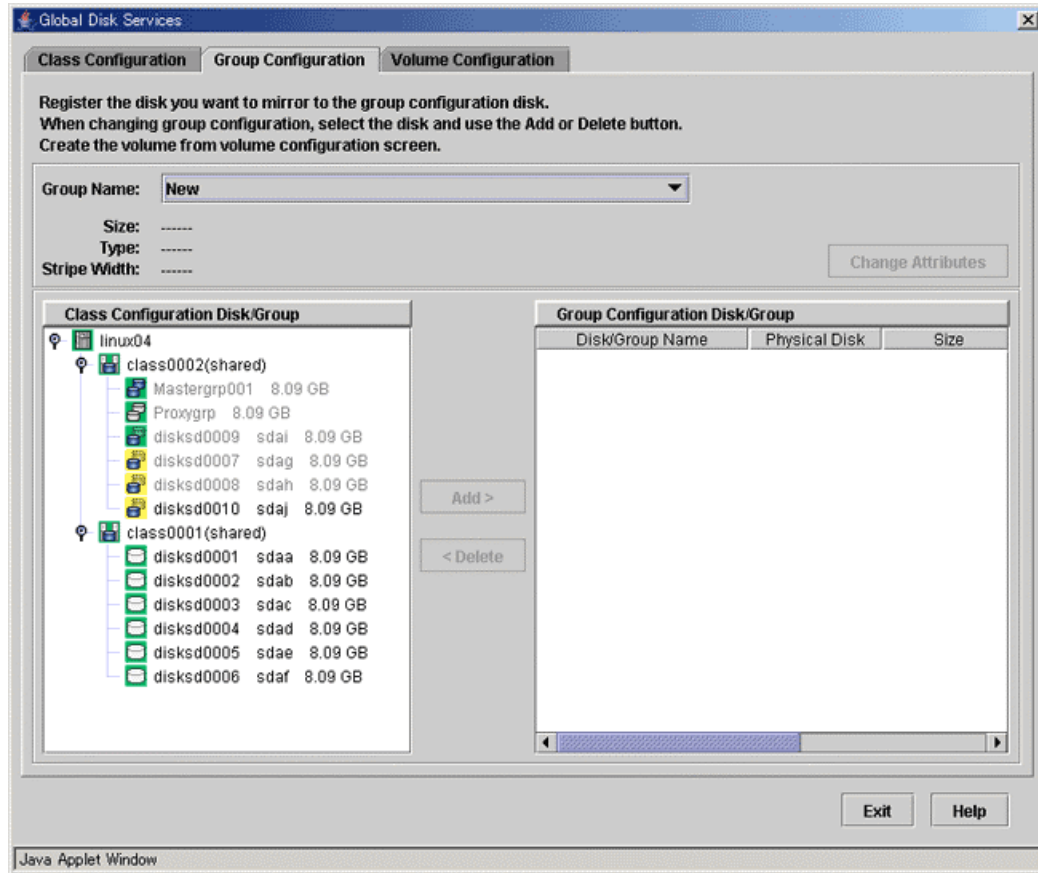 Global Disk Services
Class Configuration Group Configuration Volume Configuration
Register the disk you want to mirror to the group configuration disk.
When changing group configuration, select the disk and use the Add or Delete button.
Create the volume from volume configuration screen.
Group Name: New
Size: ------
Type: ------
Stripe Width: ------
Change Attributes
Class Configuration Disk/Group
linux04
class0002(shared)
Mastergrp001 8.09 GB
Proxygrp 8.09 GB
disksd0009 sdai 8.09 GB
disksd0007 sdag 8.09 GB
disksd0008 sdah 8.09 GB
disksd0010 sdaj 8.09 GB
class0001(shared)
disksd0001 sdaa 8.09 GB
disksd0002 sdab 8.09 GB
disksd0003 sdac 8.09 GB
disksd0004 sdad 8.09 GB
disksd0005 sdae 8.09 GB
disksd0006 sdaf 8.09 GB
Add >
< Delete
Group Configuration Disk/Group
Disk/Group Name Physical Disk Size
Exit Help
Java Applet Window